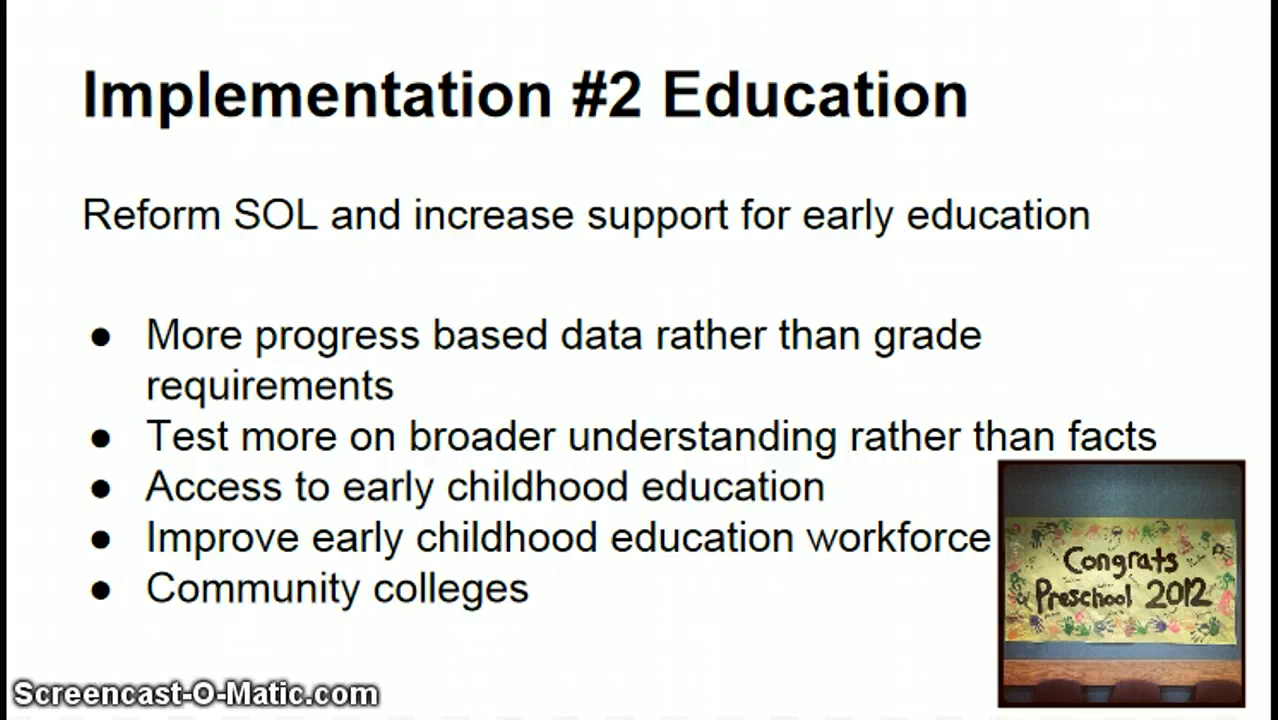 Implementation #2 Education
Reform SOL and increase support for early education
● More progress based data rather than grade
requirements
● Test more on broader understanding rather than facts
● Access to early childhood education
● Improve early childhood education workforce
● Community colleges
Congrats
Preschool 2012
Screencast-O-Matic.com